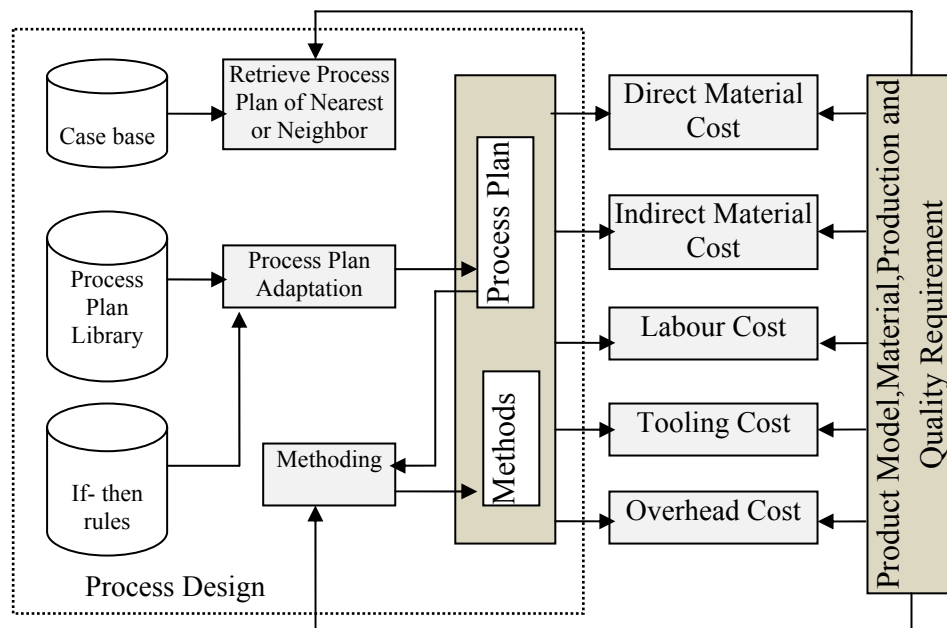 Case base
Retrieve Process
Plan of Nearest
or Neighbor
Process
Plan
Library
Process Plan
Adaptation
If- then
rules
Methoding
Process Design
Process Plan
Methods
Direct Material
Cost
Indirect Material
Cost
Labour Cost
Tooling Cost
Overhead Cost
Product Model,Material,Production and
Quality Requirement